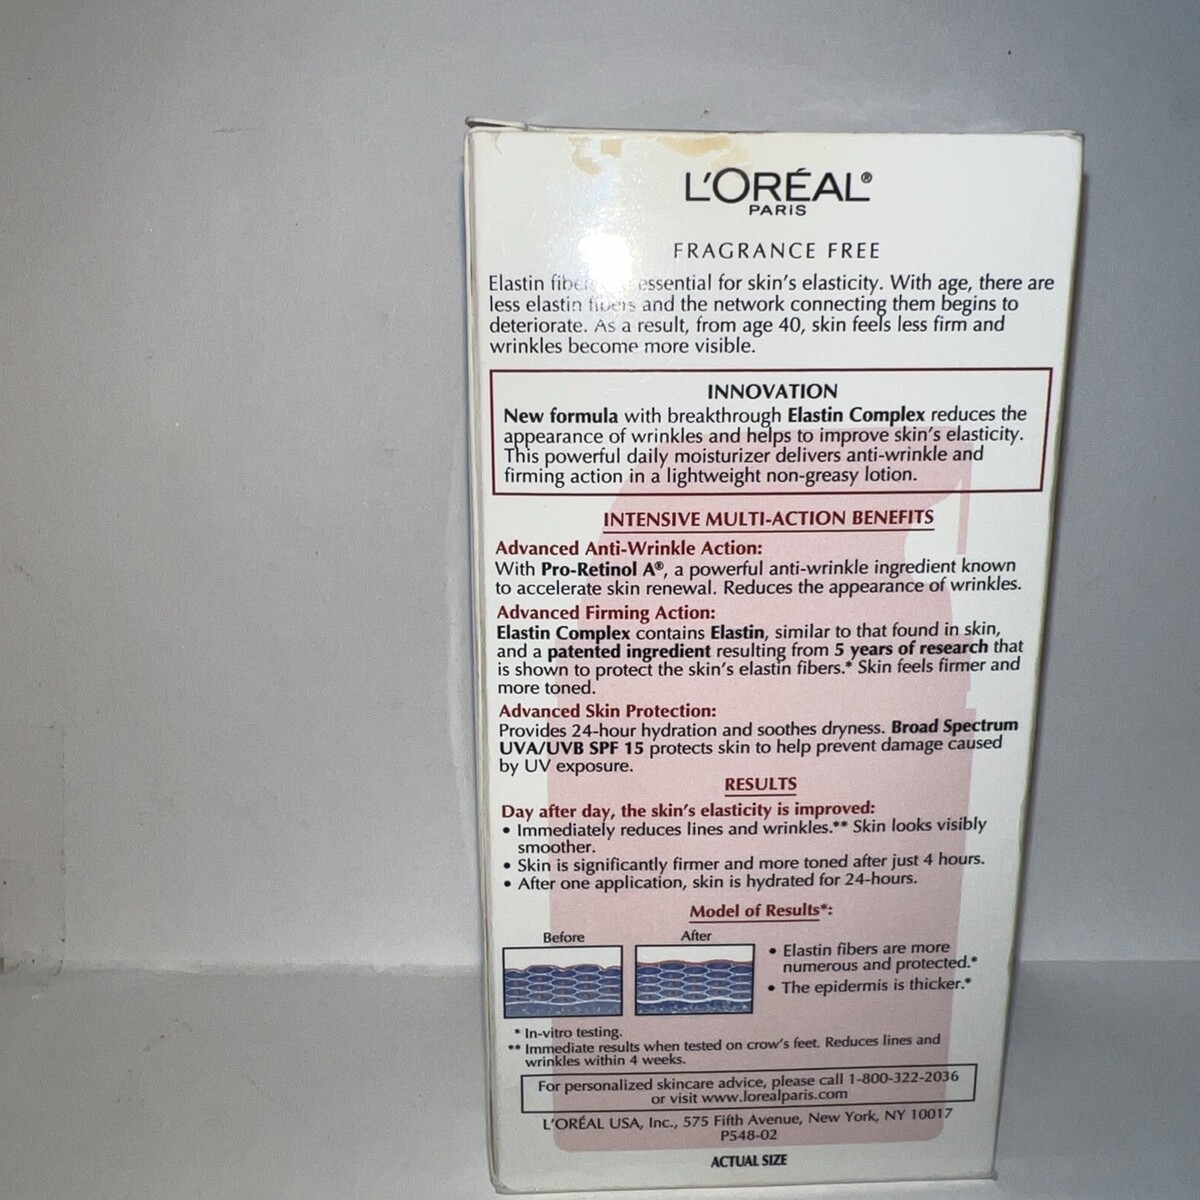 L'ORÉAL®
PARIS
FRAGRANCE FREE
Elastin essential for skin's elasticity. With age, there are
less elastin fibers and the network connecting them begins to
deteriorate. As a result, from age 40, skin feels less firm and
wrinkles become more visible.
INNOVATION
New formula with breakthrough Elastin Complex reduces the
appearance of wrinkles and helps to improve skin's elasticity.
This powerful daily moisturizer delivers anti-wrinkle and
firming action in a lightweight non-greasy lotion.
INTENSIVE MULTI-ACTION BENEFITS
Advanced Anti-Wrinkle Action:
With Pro-Retinol A®, a powerful anti-wrinkle ingredient known
to accelerate skin renewal. Reduces the appearance of wrinkles.
Advanced Firming Action:
Elastin Complex contains Elastin, similar to that found in skin,
and a patented ingredient resulting from 5 years of research that
is shown to protect the skin's elastin fibers.* Skin feels firmer and
more toned.
Advanced Skin Protection:
Provides 24-hour hydration and soothes dryness. Broad Spectrum
UVA/UVB SPF 15 protects skin to help prevent damage caused
by UV exposure.
RESULTS
Day after day, the skin's elasticity is improved:
• Immediately reduces lines and wrinkles.** Skin looks visibly
smoother.
• Skin is significantly firmer and more toned after just 4 hours.
• After one application, skin is hydrated for 24-hours.
Model of Results*:
Before After
• Elastin fibers are more
numerous and protected.*
• The epidermis is thicker.*
* In-vitro testing.
** Immediate results when tested on crow's feet. Reduces lines and
wrinkles within 4 weeks.
For personalized skincare advice, please call 1-800-322-2036
or visit www.lorealparis.com
L'ORÉAL USA, Inc., 575 Fifth Avenue, New York, NY 10017
P548-02
ACTUAL SIZE